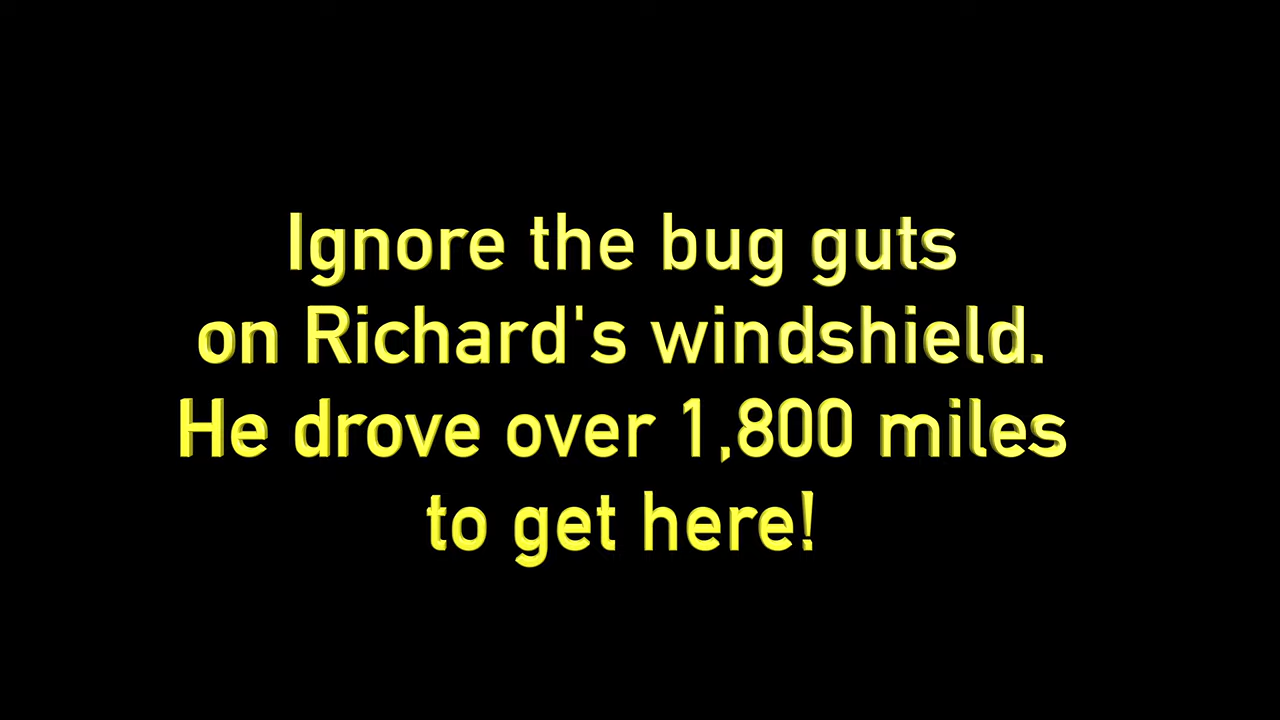 Ignore the bug guts
on Richard's windshield.
He drove over 1,800 miles
to get here!